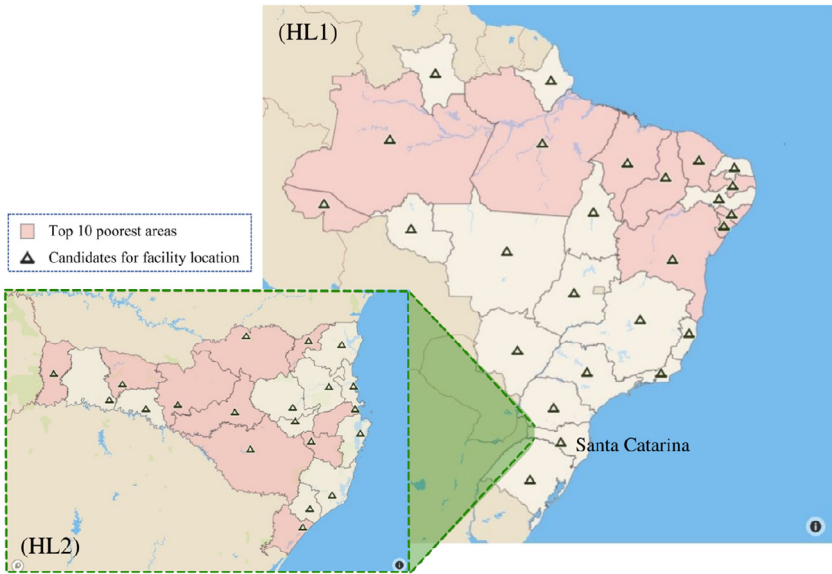 (HL1)
Top 10 poorest areas
Candidates for facility location
Santa Catarina
(HL2)